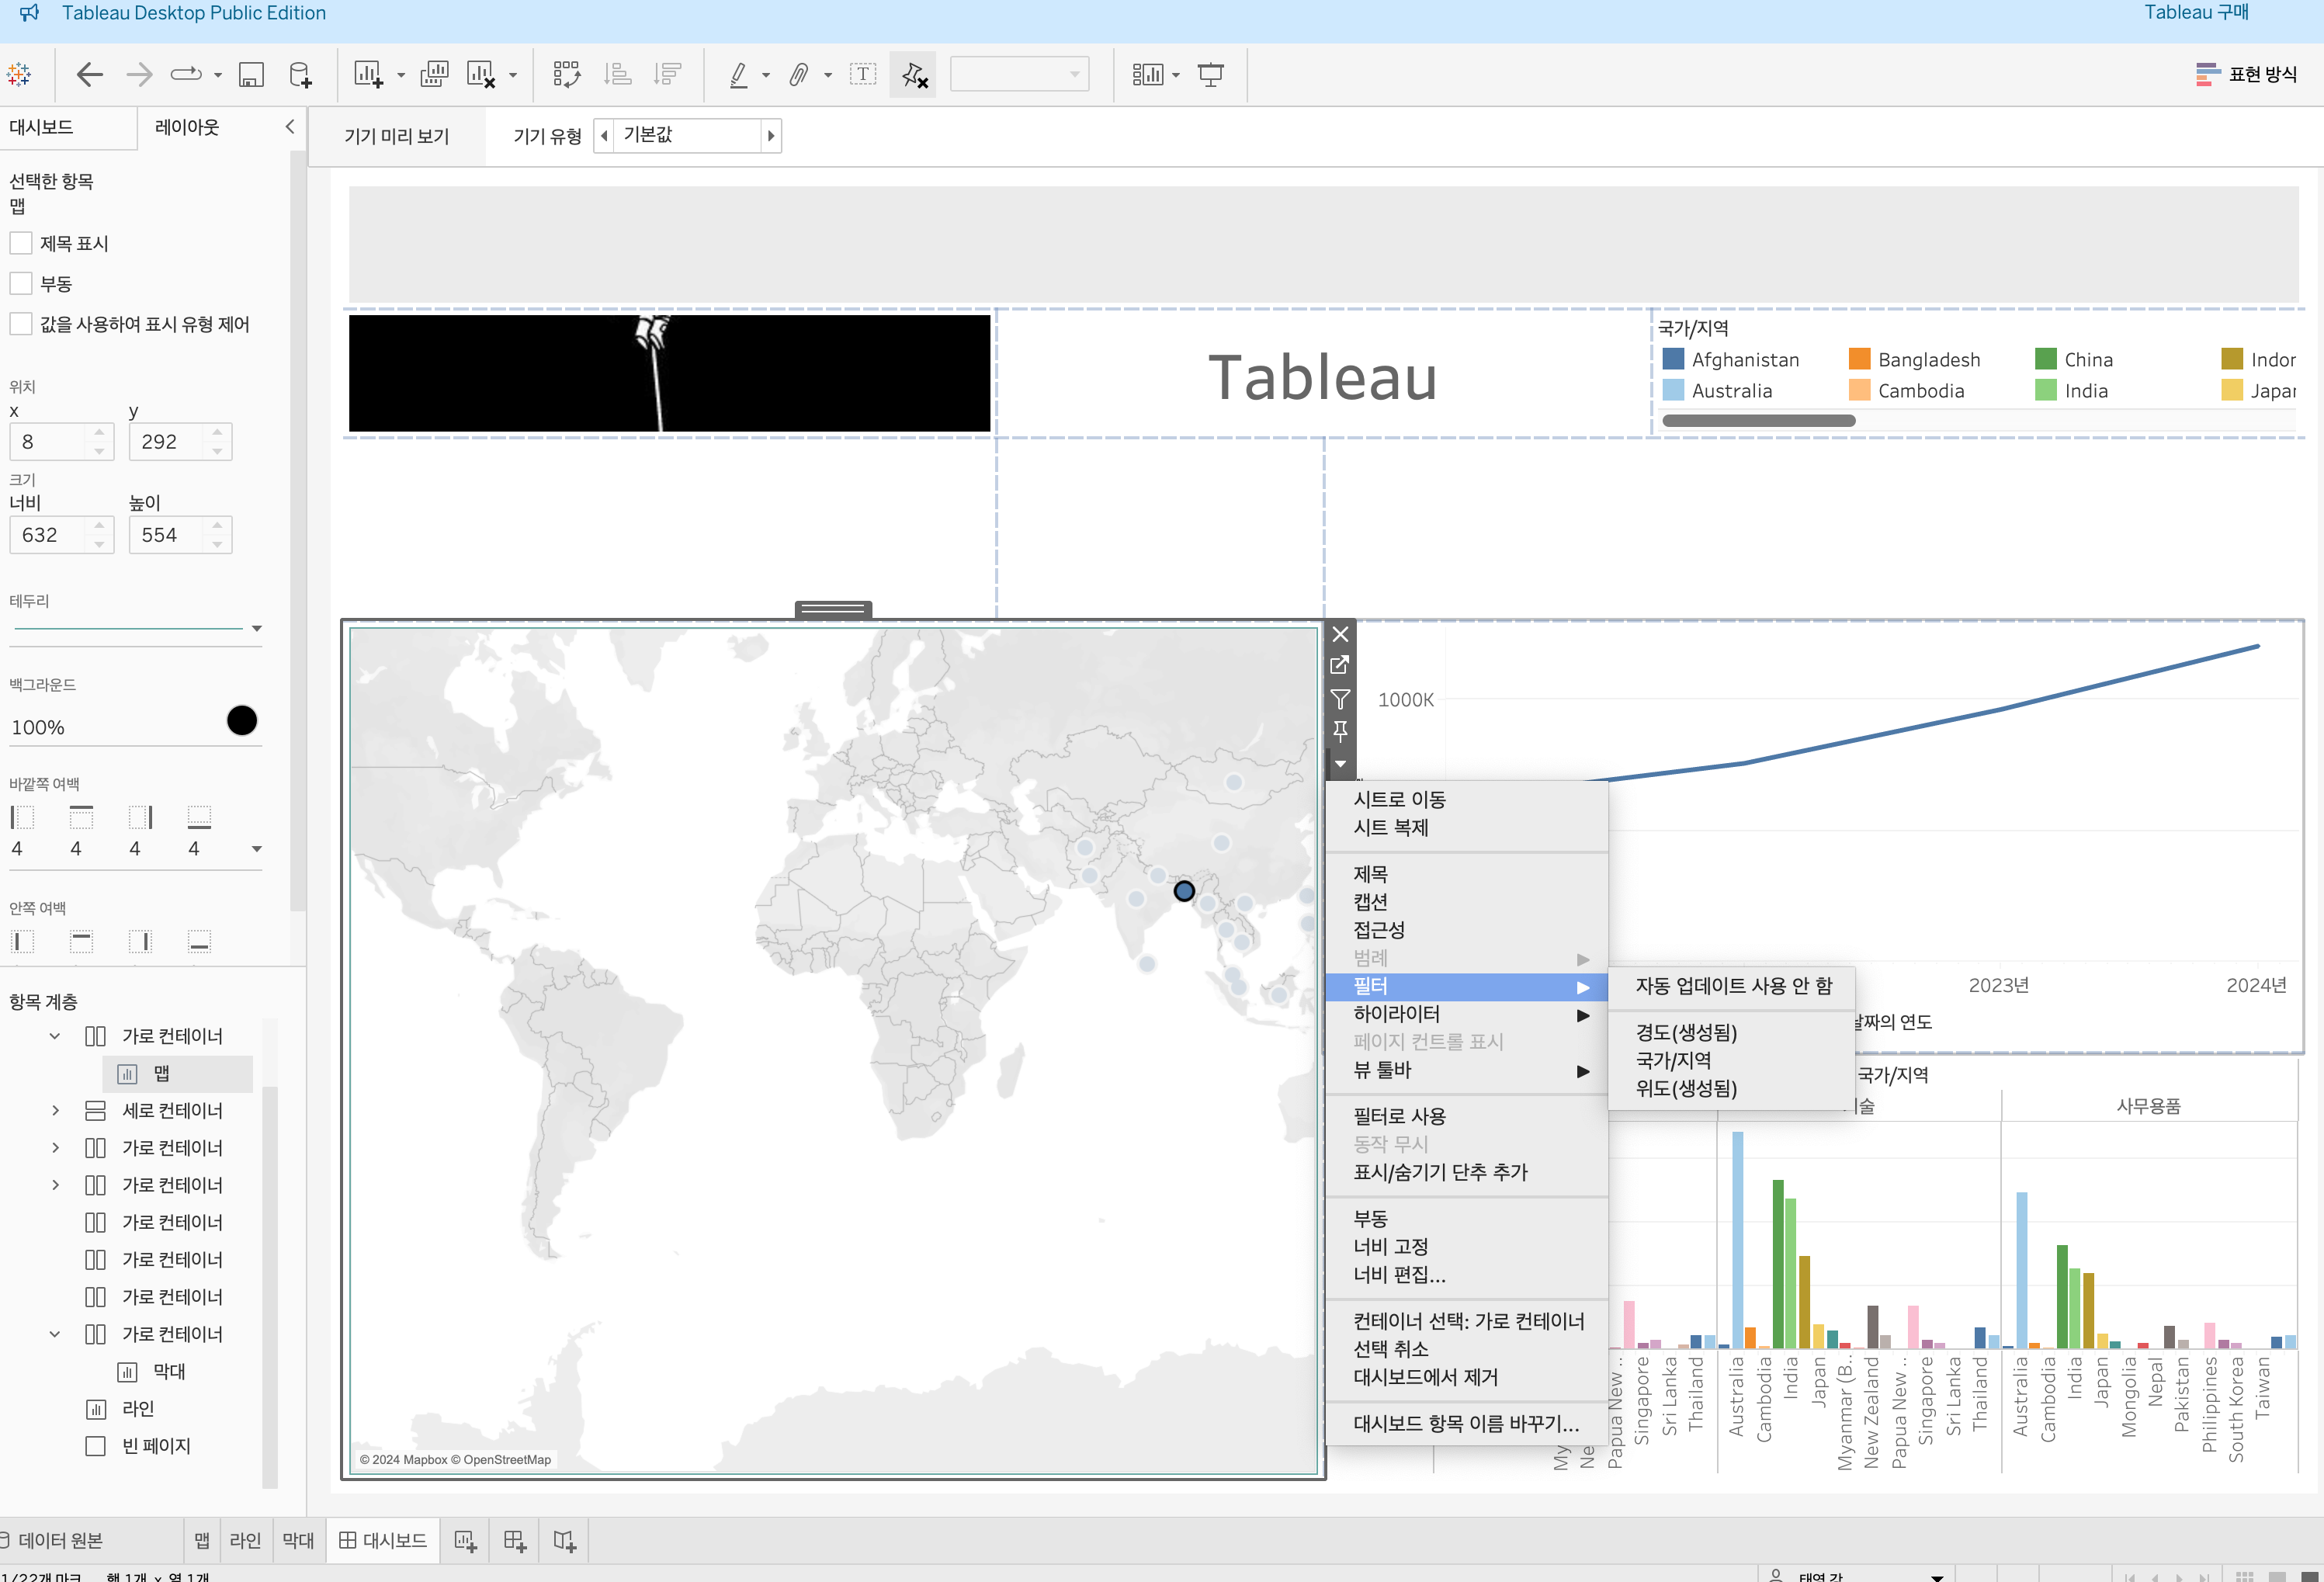 Tableau Desktop Public Edition
Tableau 구매
표현 방식
대시보드
레이아웃
기기 미리 보기
기기 유형
기본값
선택한 항목
맵
제목 표시
부동
값을 사용하여 표시 유형 제어
위치
x
y
8
292
크기
너비
높이
632
554
테두리
백그라운드
100%
바깥쪽 여백
4
4
4
4
안쪽 여백
항목 계층
가로 컨테이너
맵
세로 컨테이너
가로 컨테이너
가로 컨테이너
가로 컨테이너
가로 컨테이너
가로 컨테이너
가로 컨테이너
막대
라인
빈 페이지
Tableau
국가/지역
Afghanistan
Bangladesh
China
Indor
Australia
Cambodia
India
Japar
© 2024 Mapbox © OpenStreetMap
1000K
2023년
2024년
날짜의 연도
시트로 이동
시트 복제
제목
캡션
접근성
범례
필터
하이라이터
페이지 컨트롤 표시
뷰 툴바
필터로 사용
동작 무시
표시/숨기기 단추 추가
부동
너비 고정
너비 편집...
컨테이너 선택: 가로 컨테이너
선택 취소
대시보드에서 제거
대시보드 항목 이름 바꾸기...
자동 업데이트 사용 안 함
경도(생성됨)
국가/지역
위도(생성됨)
국가/지역
술
사무용품
My
Ne
Papua New ..
Singapore
Sri Lanka
Thailand
Australia
Cambodia
India
Japan
Myanmar (B..
New Zealand
Papua New ..
Singapore
Sri Lanka
Thailand
Australia
Cambodia
India
Japan
Mongolia
Nepal
Pakistan
Philippines
South Korea
Taiwan
데이터 원본
맵
라인
막대
대시보드
1/22개 마크
행 1개 x 열 1개